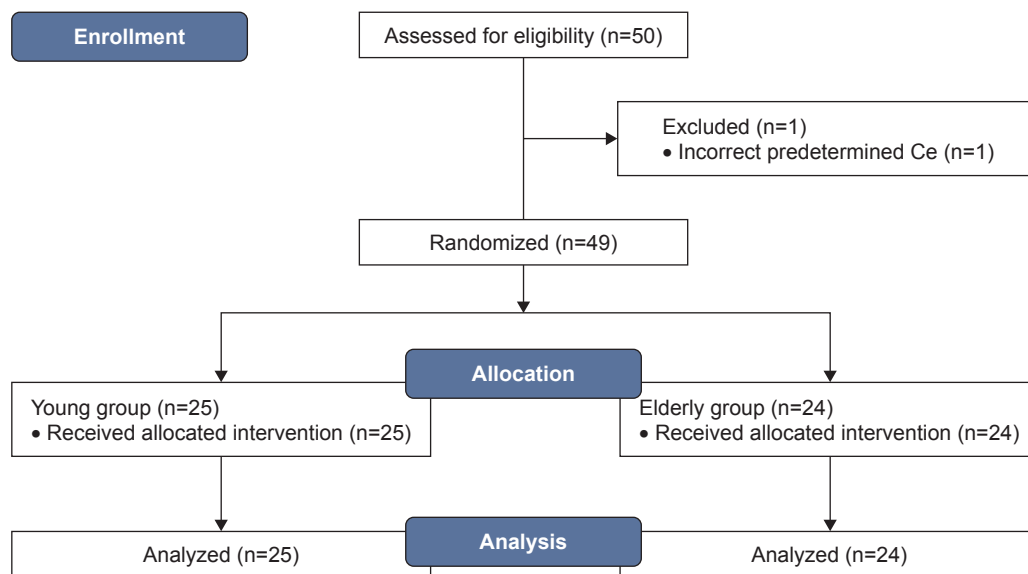 Enrollment
Assessed for eligibility (n=50)
Excluded (n=1)
• Incorrect predetermined Ce (n=1)
Randomized (n=49)
Allocation
Young group (n=25)
• Received allocated intervention (n=25)
Elderly group (n=24)
• Received allocated intervention (n=24)
Analysis
Analyzed (n=25)
Analyzed (n=24)